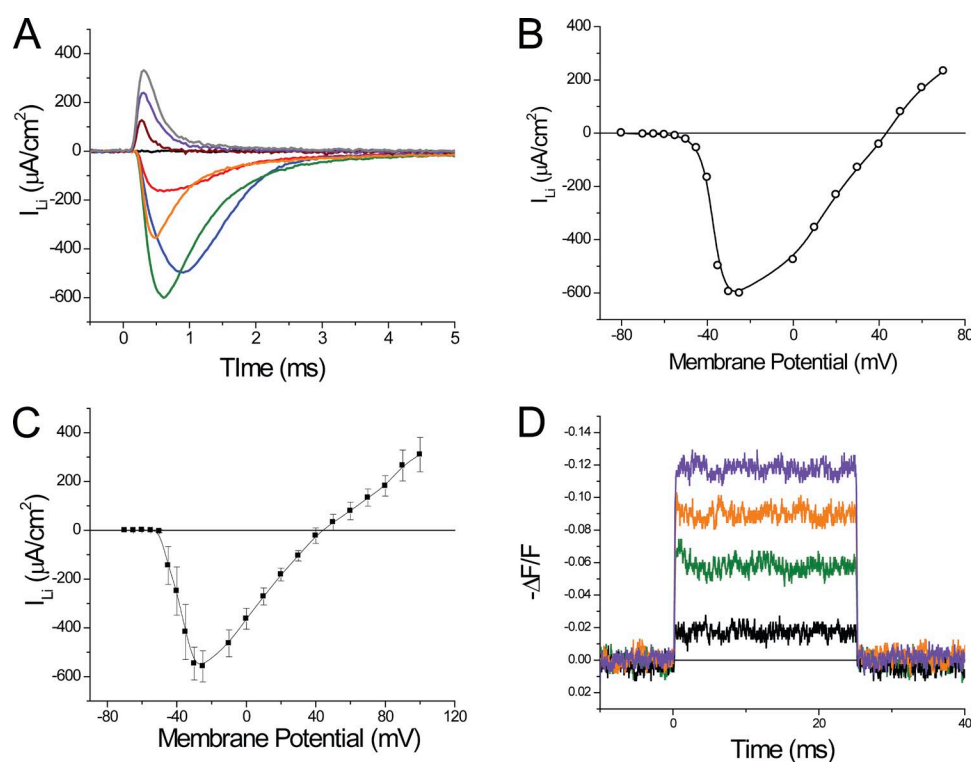 A
400
200
0
-200
-400
-600
I_Li (µA/cm²)
0 1 2 3 4 5
TIme (ms)
B
400
200
0
-200
-400
-600
I_Li (µA/cm²)
-80 -40 0 40 80
Membrane Potential (mV)
C
400
200
0
-200
-400
-600
I_Li (µA/cm²)
-80 -40 0 40 80 120
Membrane Potential (mV)
D
-0.14
-0.12
-0.10
-0.08
-0.06
-0.04
-0.02
0.00
0.02
-ΔF/F
0 20 40
Time (ms)